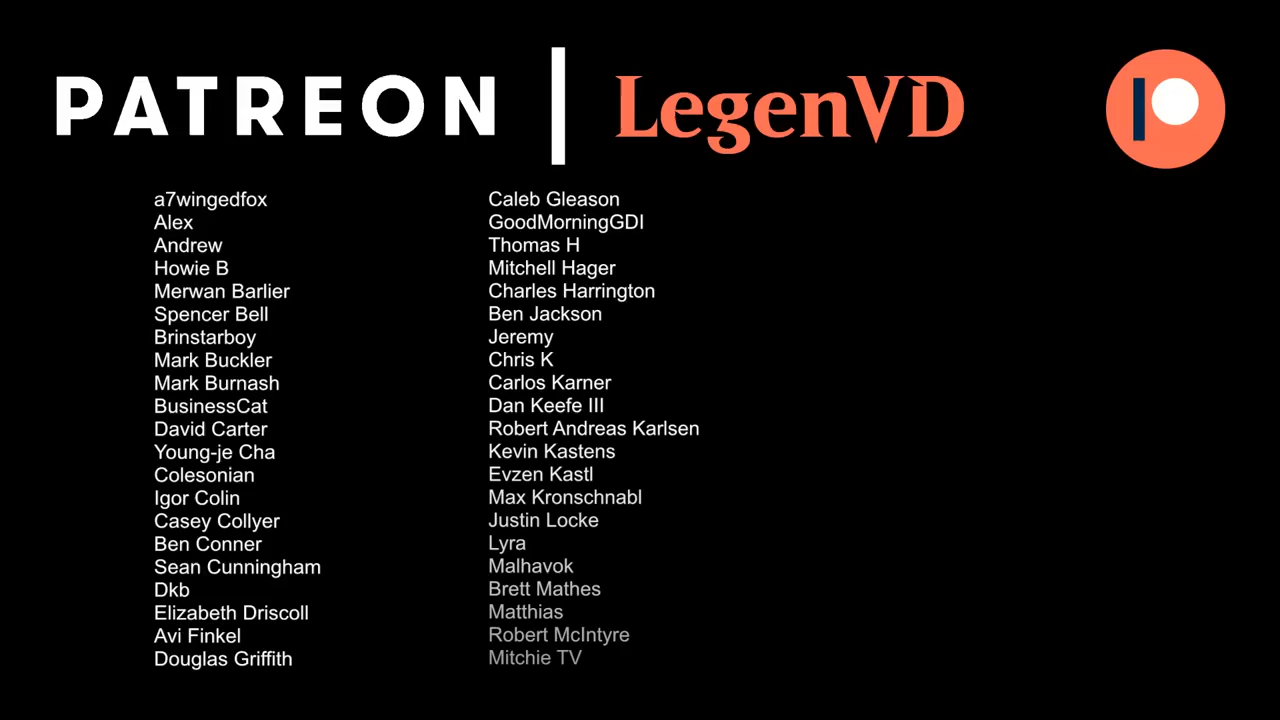 PATREON | LegenVD
a7wingedfox
Alex
Andrew
Howie B
Merwan Barlier
Spencer Bell
Brinstarboy
Mark Buckler
Mark Burnash
BusinessCat
David Carter
Young-je Cha
Colesonian
Igor Colin
Casey Collyer
Ben Conner
Sean Cunningham
Dkb
Elizabeth Driscoll
Avi Finkel
Douglas Griffith
Caleb Gleason
GoodMorningGDI
Thomas H
Mitchell Hager
Charles Harrington
Ben Jackson
Jeremy
Chris K
Carlos Karner
Dan Keefe III
Robert Andreas Karlsen
Kevin Kastens
Evzen Kastl
Max Kronschnabl
Justin Locke
Lyra
Malhavok
Brett Mathes
Matthias
Robert McIntyre
Mitchie TV